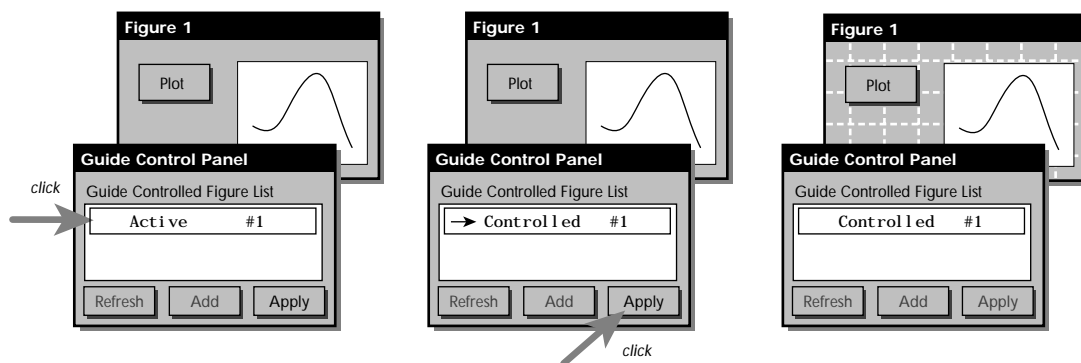 Figure 1
Plot
Guide Control Panel
click
Guide Controlled Figure List
Active #1
Refresh Add Apply
Figure 1
Plot
Guide Control Panel
Guide Controlled Figure List
Controlled #1
Refresh Add Apply
click
Figure 1
Plot
Guide Control Panel
Guide Controlled Figure List
Controlled #1
Refresh Add Apply